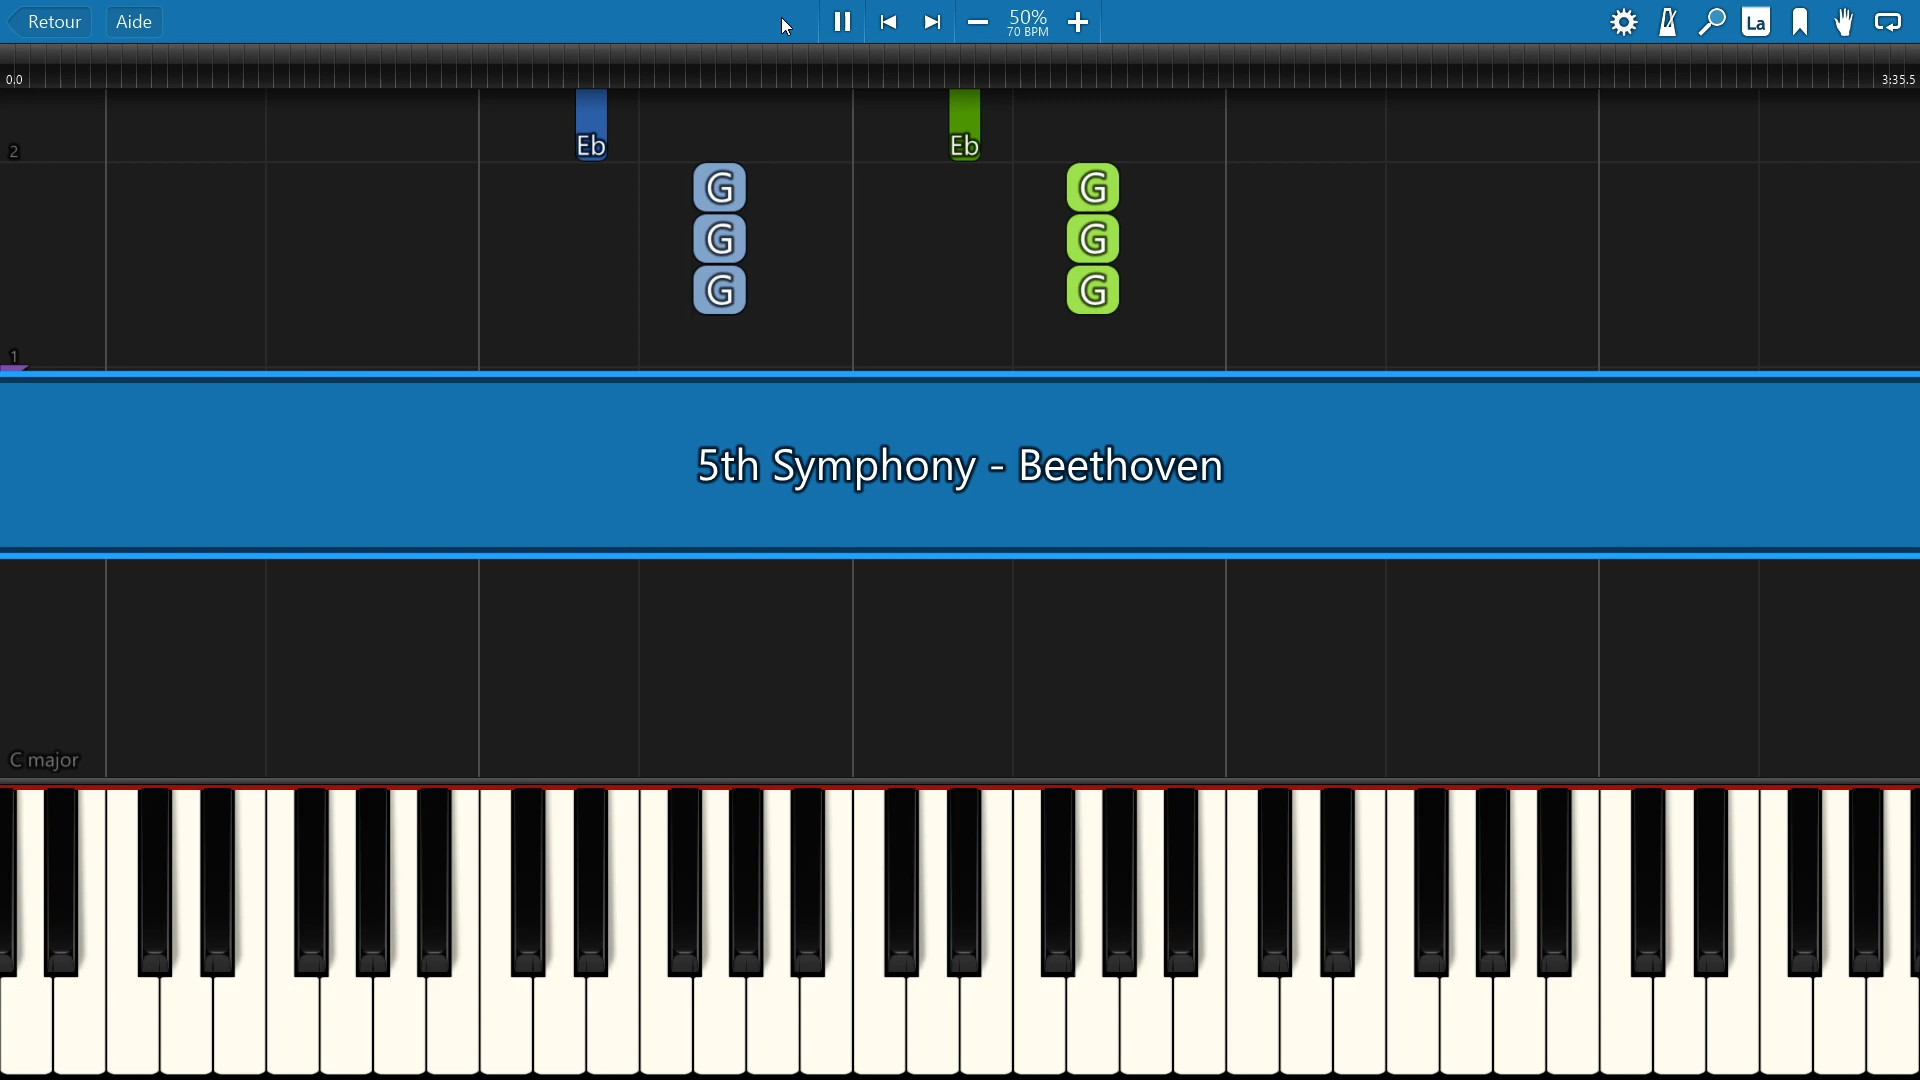 Retour Aide 50% La
70 BPM
0,0 3:35.5
Eb Eb
2
G G
G G
G G
1
5th Symphony - Beethoven
C major